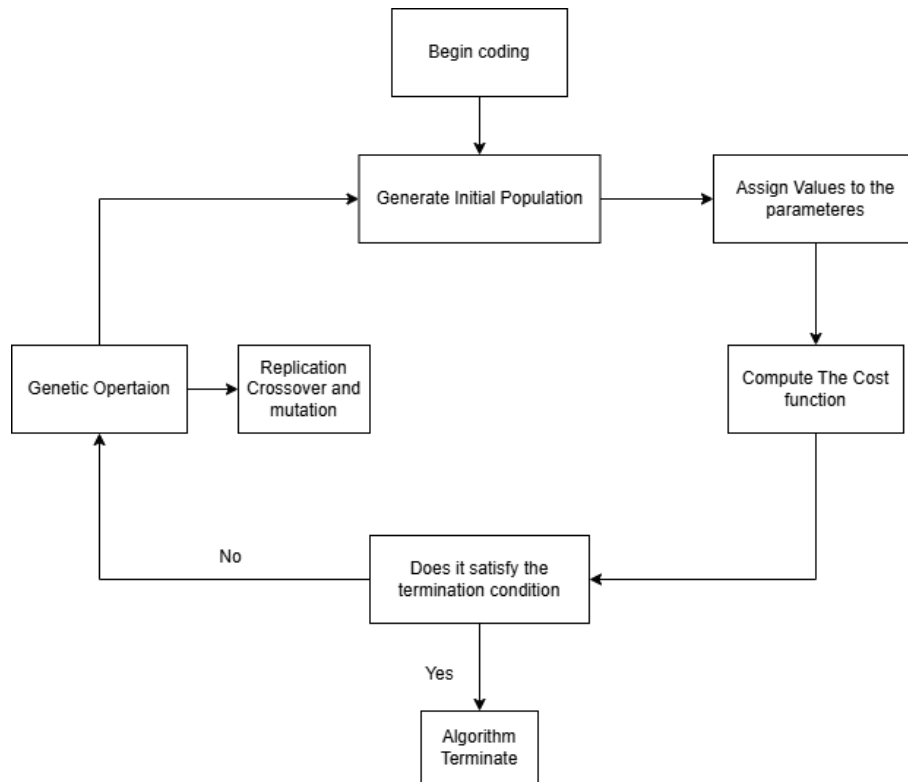 Begin coding
Generate Initial Population
Assign Values to the
parameteres
Genetic Opertaion
Replication
Crossover and
mutation
Compute The Cost
function
No
Does it satisfy the
termination condition
Yes
Algorithm
Terminate